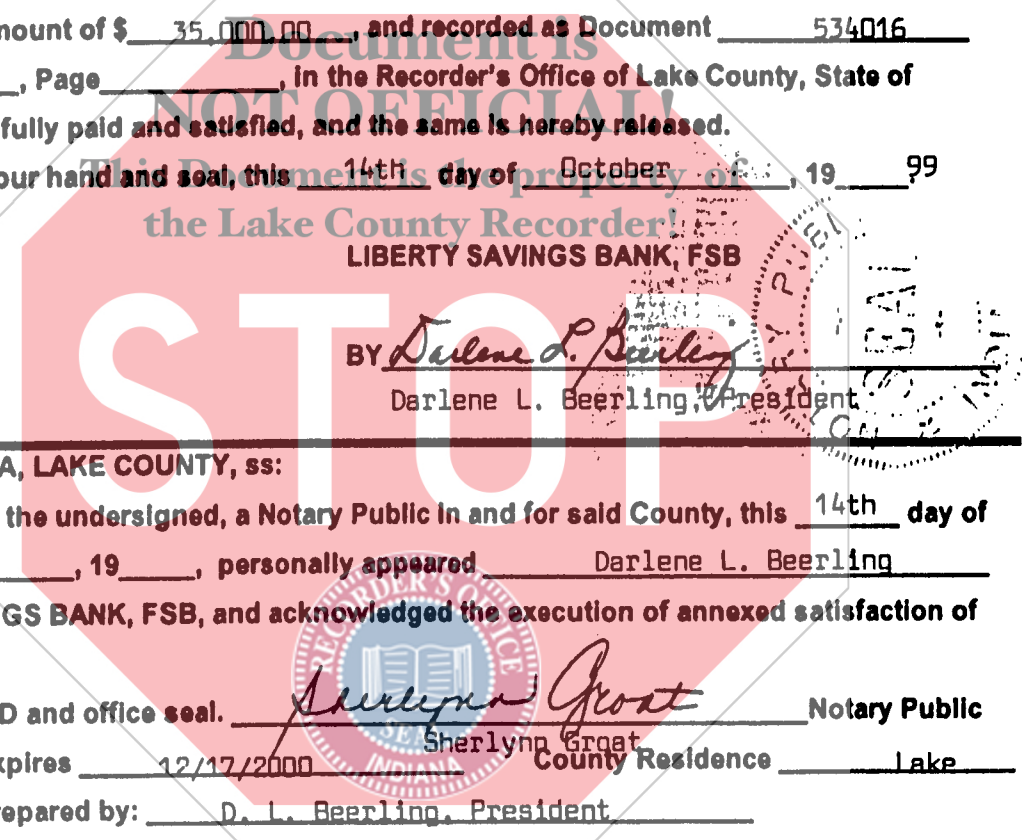 mount of $ 35,000.00, and recorded as Document 534016
, Page , in the Recorder's Office of Lake County, State of
fully paid and satisfied, and the same is hereby released.
our hand and seal, this 14th day of October, 19 99
Document is
NOT OFFICIAL!
This Document is the property of
the Lake County Recorder!
LIBERTY SAVINGS BANK, FSB
STOP
BY Darlene L. Beerling
Darlene L. Beerling, President
A, LAKE COUNTY, ss:
the undersigned, a Notary Public in and for said County, this 14th day of
, 19 , personally appeared Darlene L. Beerling
GS BANK, FSB, and acknowledged the execution of annexed satisfaction of
D and office seal. Sherlynn Groat Notary Public
Sherlynn Groat
xpires 12/17/2000 County Residence Lake
repared by: D. L. Beerling, President
RECORDER'S OFFICE
SEAL
INDIANA